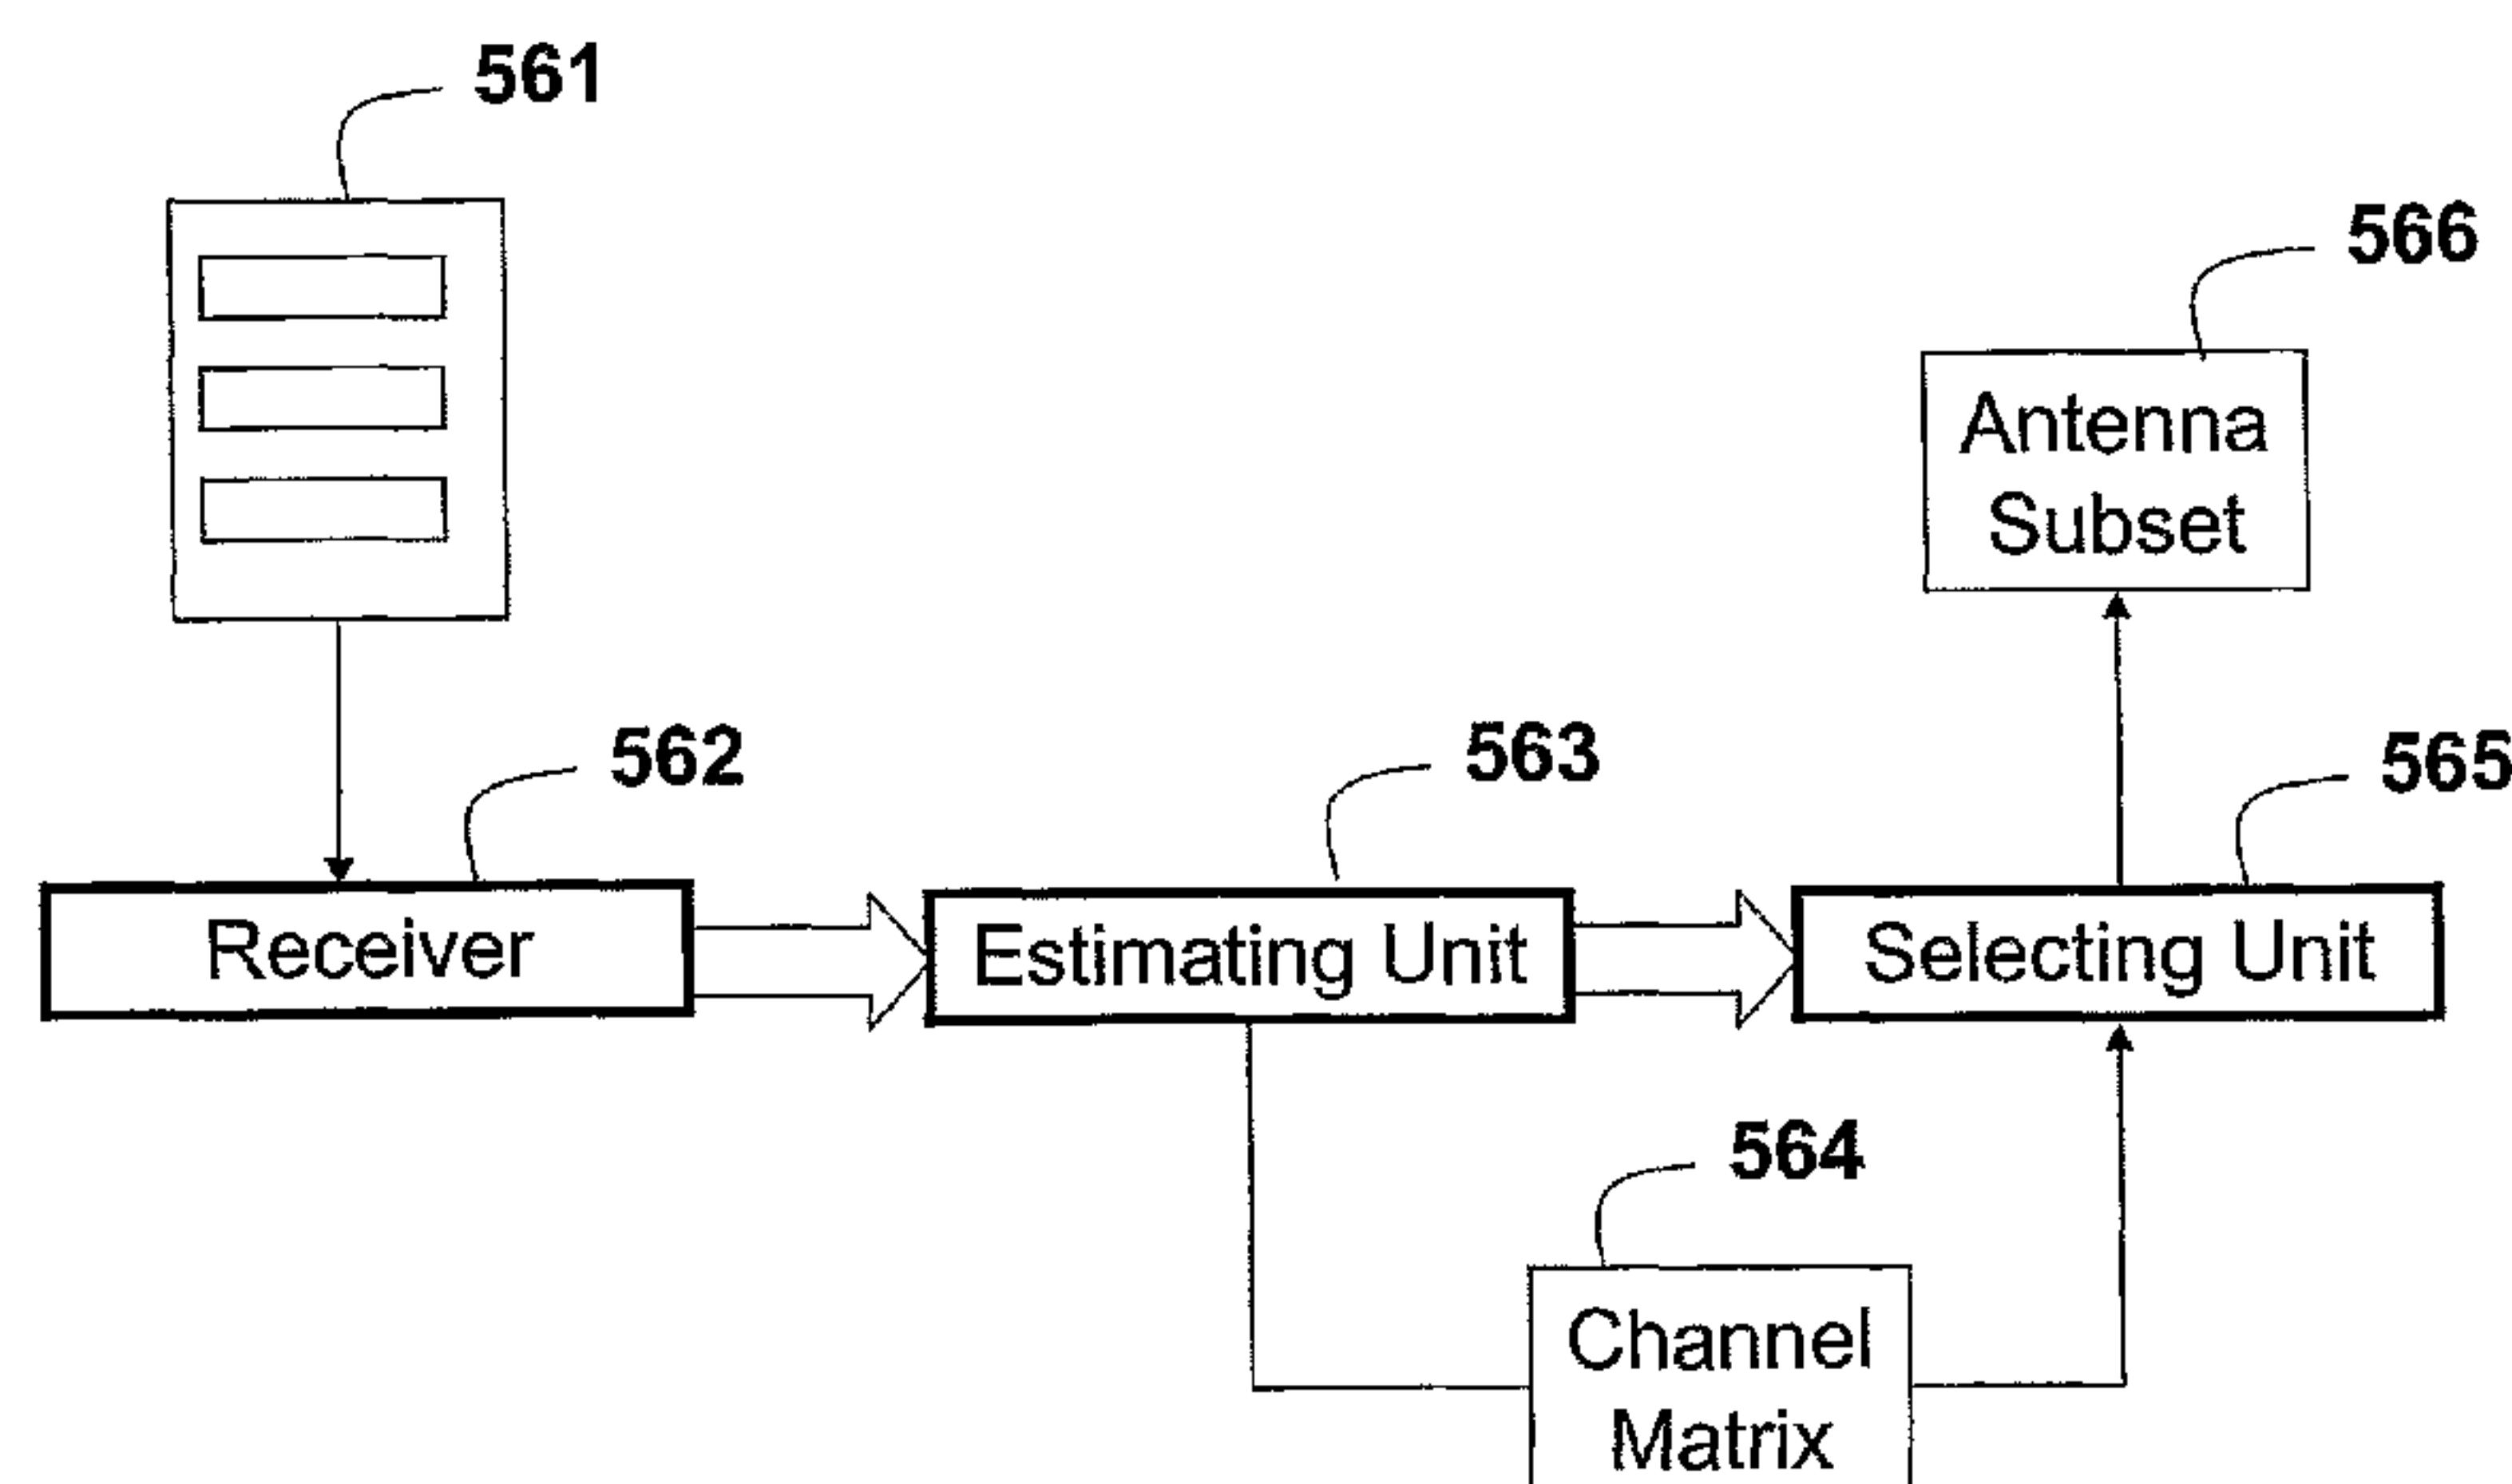 561
566
Antenna
Subset
562
563
565
Receiver
Estimating Unit
Selecting Unit
564
Channel
Matrix